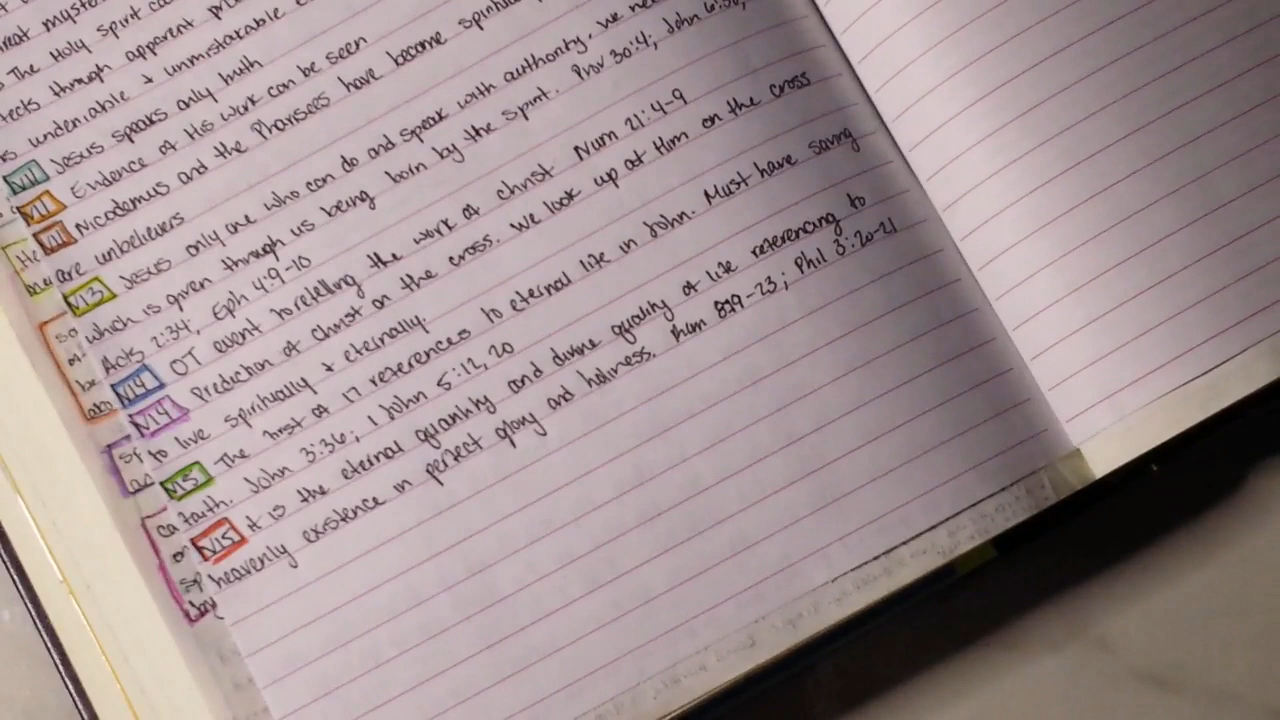 reat myste
The Holy Spirit ca
ects through apparent
is undeniable + unmistakable e
V11 Jesus speaks only truth
V11 Evidence of His work can be seen
V11 Nicodemus and the Pharisees have become spiritu
are unbelievers
V13 Jesus only one who can do and speak with authority. We ne
which is given through us being born by the spirit. Prov 30:4; John 6:38,
Acts 2:34, Eph 4:9-10
V14 OT event foretelling the work of Christ Num 21:4-9
V14 Prediction of Christ on the cross. We look up at Him on the cross
to live spiritually + eternally.
V15 The first of 17 references to eternal life in John. Must have saving
faith. John 3:36; 1 John 5:12, 20
V15 It is the eternal quantity and divine quality of life referencing to
heavenly existence in perfect glory and holiness. Rom 8:19-23; Phil 3:20-21